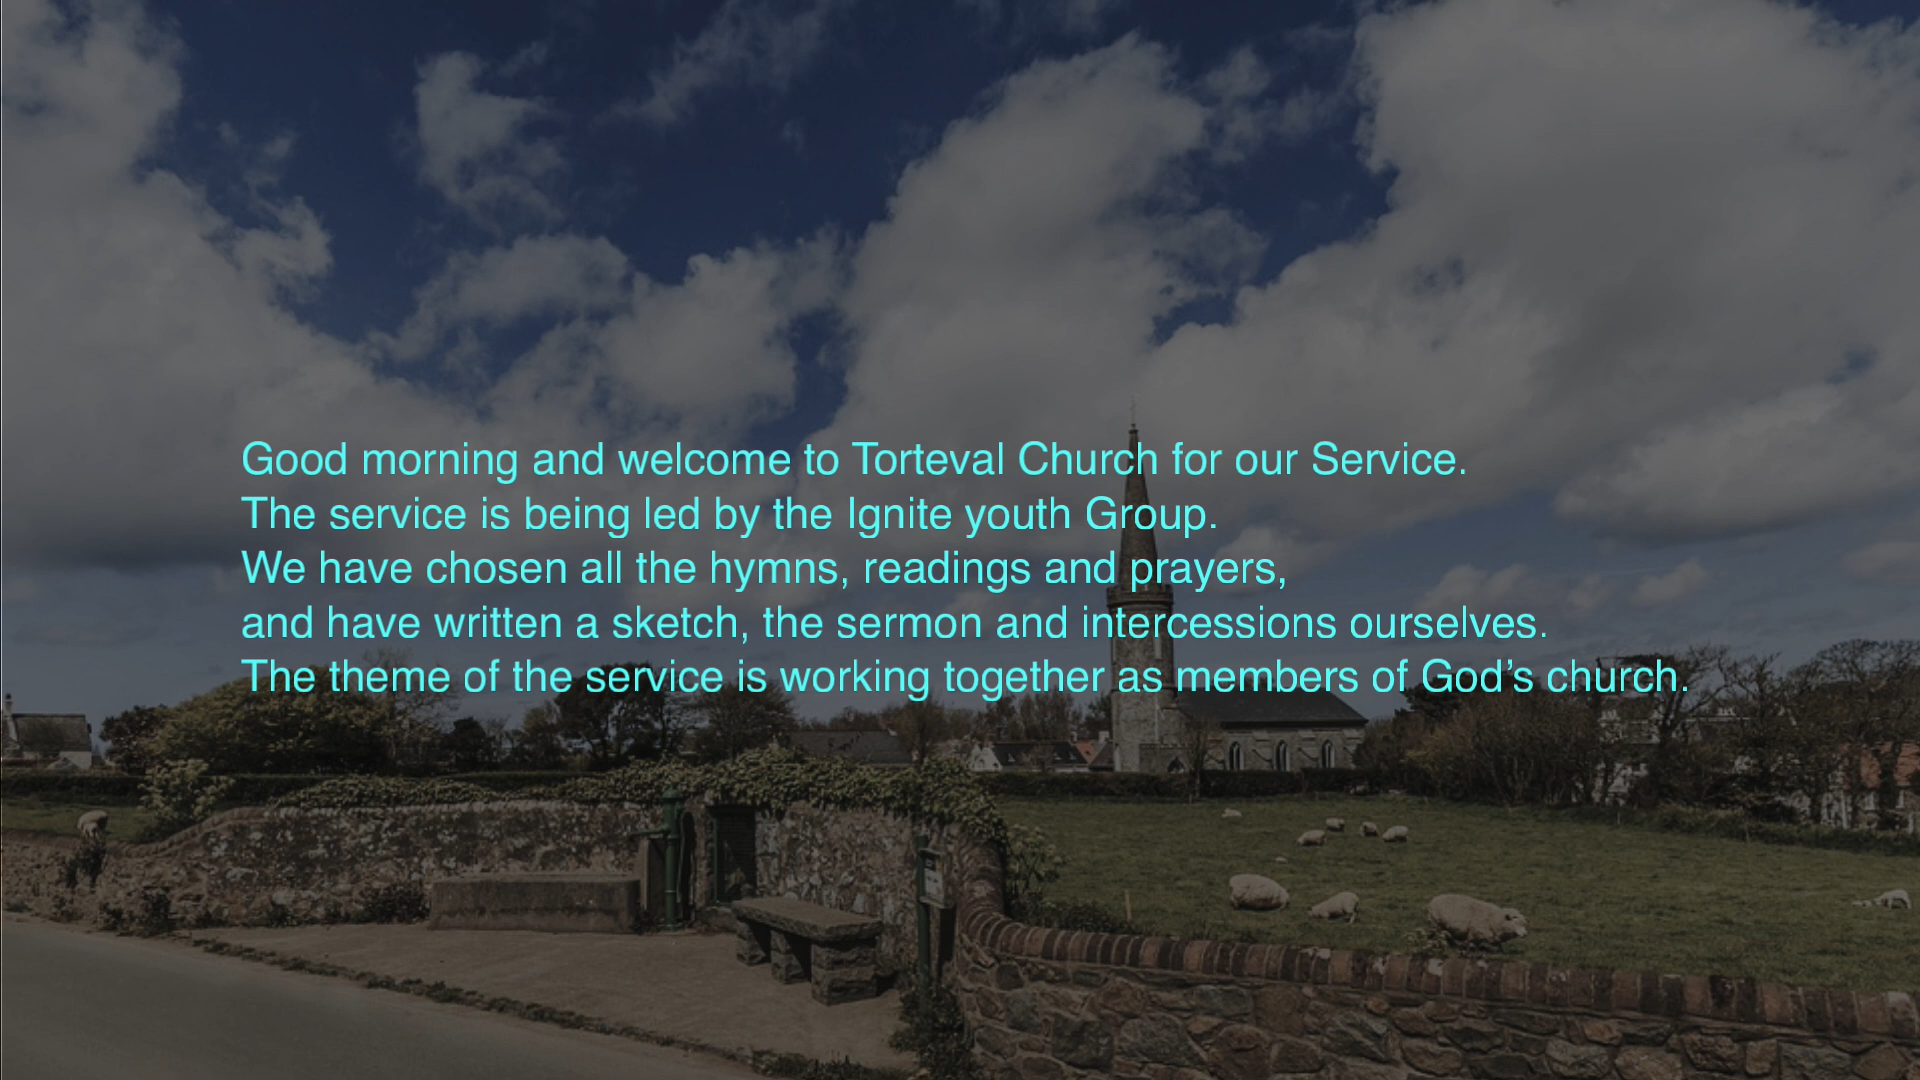 Good morning and welcome to Torteval Church for our Service.
The service is being led by the Ignite youth Group.
We have chosen all the hymns, readings and prayers,
and have written a sketch, the sermon and intercessions ourselves.
The theme of the service is working together as members of God’s church.